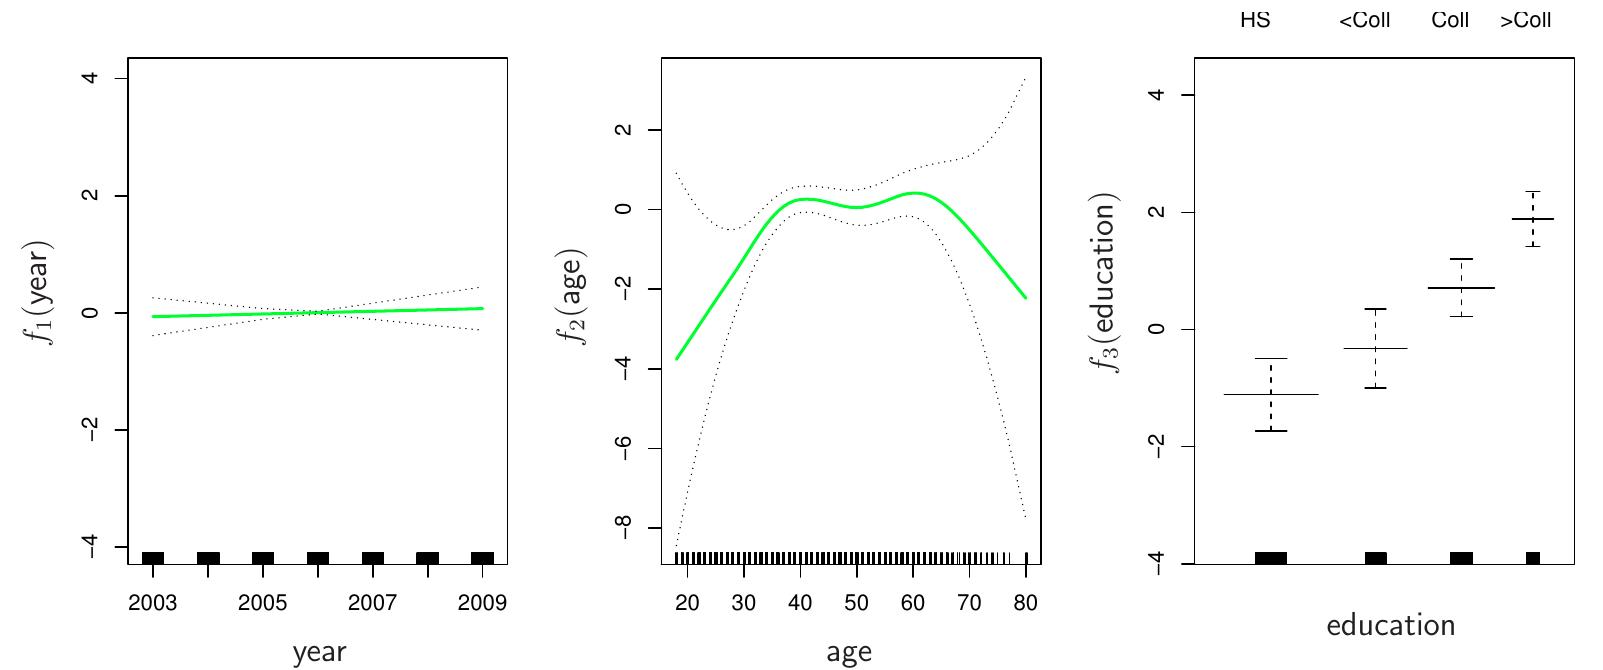 HS <Coll Coll >Coll
4
2
0
−2
−4
f1(year)
2003 2005 2007 2009
year
2
0
−2
−4
−6
−8
f2(age)
20 30 40 50 60 70 80
age
4
2
0
−2
−4
f3(education)
education